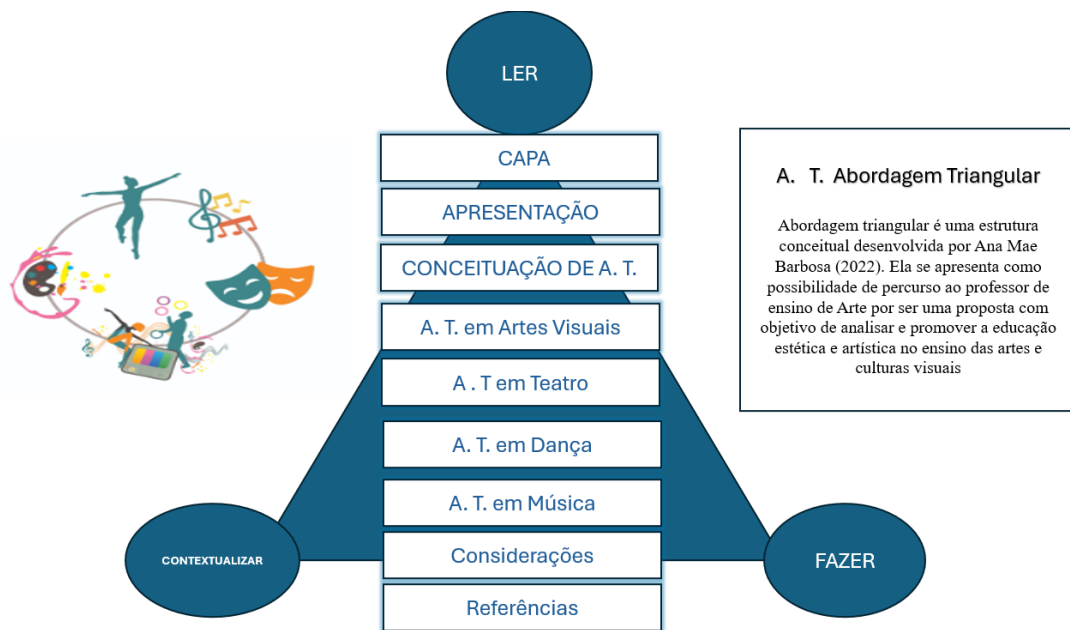 LER
CAPA
APRESENTAÇÃO
CONCEITUAÇÃO DE A. T.
A. T. em Artes Visuais
A . T em Teatro
A. T. em Dança
A. T. em Música
Considerações
Referências
CONTEXTUALIZAR
FAZER
A. T. Abordagem Triangular
Abordagem triangular é uma estrutura
conceitual desenvolvida por Ana Mae
Barbosa (2022). Ela se apresenta como
possibilidade de percurso ao professor de
ensino de Arte por ser uma proposta com
objetivo de analisar e promover a educação
estética e artística no ensino das artes e
culturas visuais